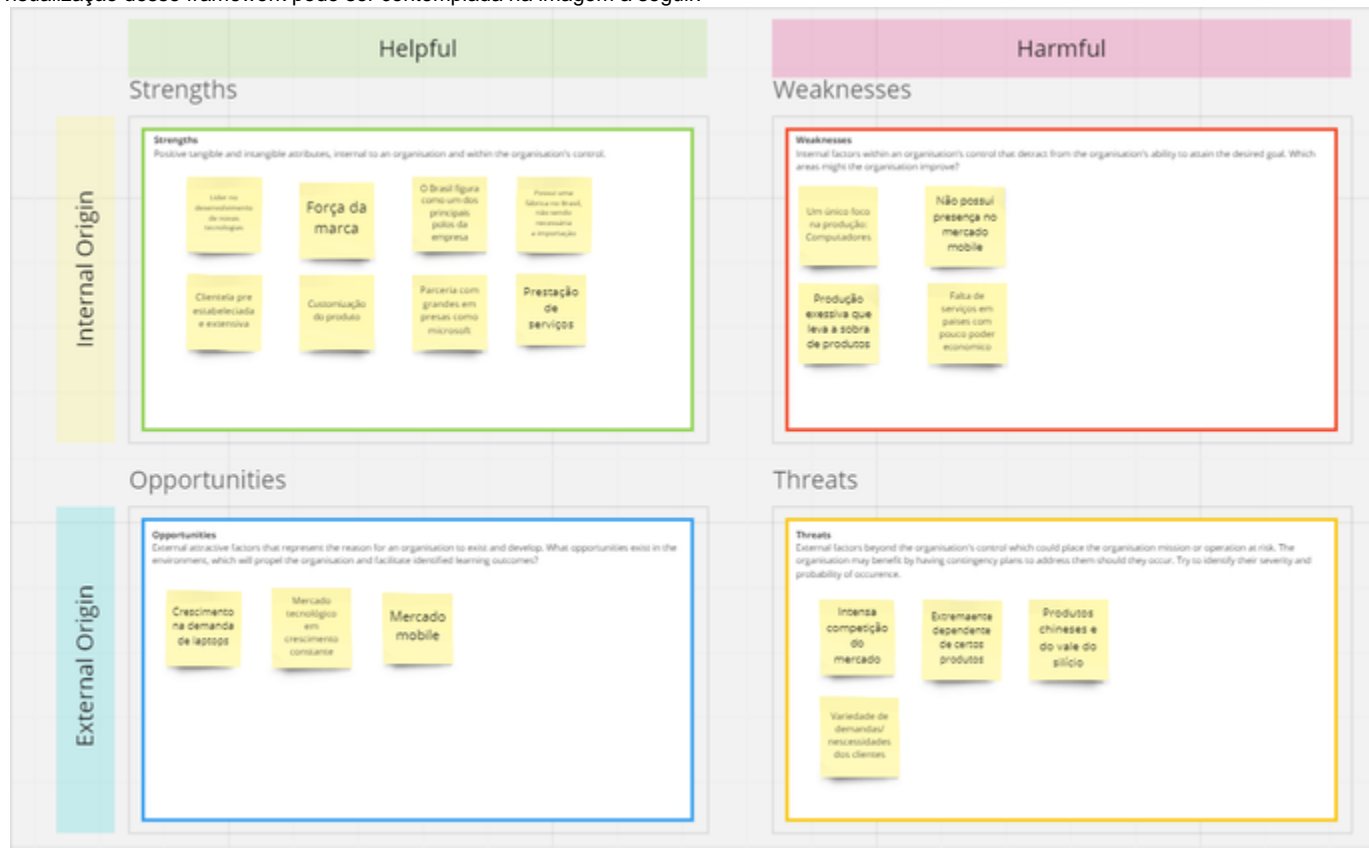 Helpful
Harmful
Strengths
Weaknesses
Internal Origin
Strengths
Positive tangible and intangible attributes, internal to an organisation and within the organisation's control.
Lider no
desenvolvimento
de novas
tecnologias
Força da
marca
O Brasil figura
como um dos
principais
polos da
empresa
Possui uma
fábrica no Brasil,
não sendo
necessária
a importação
Clientela pre
estabeleciada
e extensiva
Customização
do produto
Parceria com
grandes em
presas como
microsoft
Prestação
de
serviços
Weaknesses
Internal factors within an organisation's control that detract from the organisation's ability to attain the desired goal. Which
areas might the organisation improve?
Um único foco
na produção:
Computadores
Não possui
presença no
mercado
mobile
Produção
exessiva que
leva a sobra
de produtos
Falta de
serviços em
países com
pouco poder
economico
Opportunities
Threats
External Origin
Opportunities
External attractive factors that represent the reason for an organisation to exist and develop. What opportunities exist in the
environment, which will propel the organisation and facilitate identified learning outcomes?
Crescimento
na demanda
de laptops
Mercado
tecnológico
em
crescimento
constante
Mercado
mobile
Threats
External factors beyond the organisation's control which could place the organisation mission or operation at risk. The
organisation may benefit by having contingency plans to address them should they occur. Try to identify their severity and
probability of occurence.
Intensa
competição
do
mercado
Extremaente
dependente
de certos
produtos
Produtos
chineses e
do vale do
silício
Variedade de
demandas/
nescessidades
dos clientes